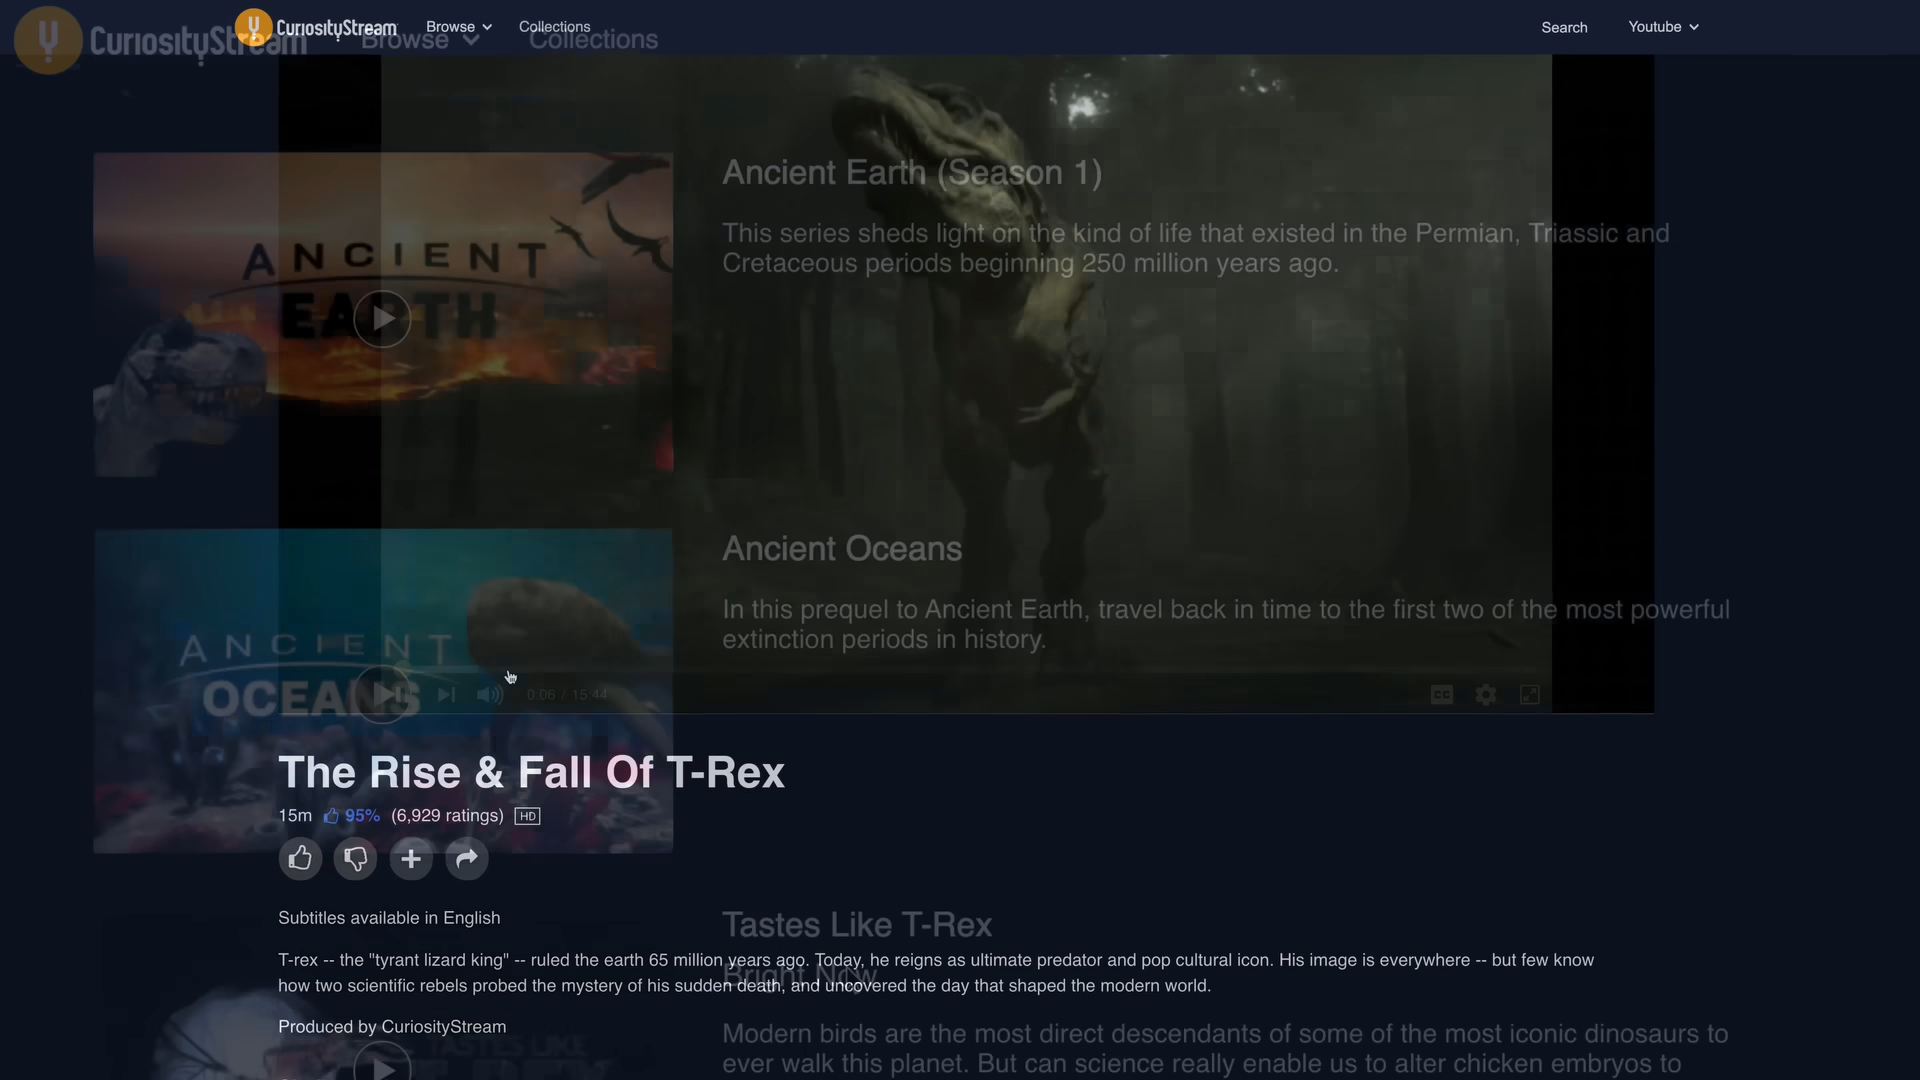 CuriosityStream Browse Collections Search Youtube
CuriosityStream Browse Collections
ANCIENT
EARTH
Ancient Earth (Season 1)
This series sheds light on the kind of life that existed in the Permian, Triassic and
Cretaceous periods beginning 250 million years ago.
ANCIENT
OCEANS
Ancient Oceans
In this prequel to Ancient Earth, travel back in time to the first two of the most powerful
extinction periods in history.
0:06 / 15:44
CC
The Rise & Fall Of T-Rex
15m 95% (6,929 ratings) HD
Subtitles available in English
T-rex -- the "tyrant lizard king" -- ruled the earth 65 million years ago. Today, he reigns as ultimate predator and pop cultural icon. His image is everywhere -- but few know
how two scientific rebels probed the mystery of his sudden death, and uncovered the day that shaped the modern world.
Produced by CuriosityStream
Tastes Like T-Rex
Bright Now
Modern birds are the most direct descendants of some of the most iconic dinosaurs to
ever walk this planet. But can science really enable us to alter chicken embryos to
TASTES LIKE
T-REX